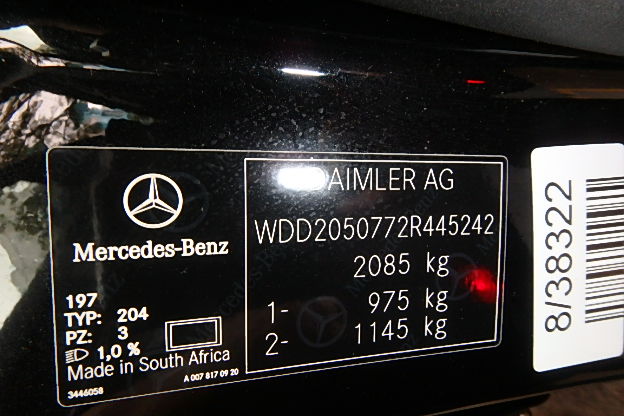 DAIMLER AG
WDD2050772R445242
2085 kg
1- 975 kg
2- 1145 kg
Mercedes-Benz
197
TYP: 204
PZ: 3
1,0 %
Made in South Africa
3446058
A 007 817 09 20
8/38322